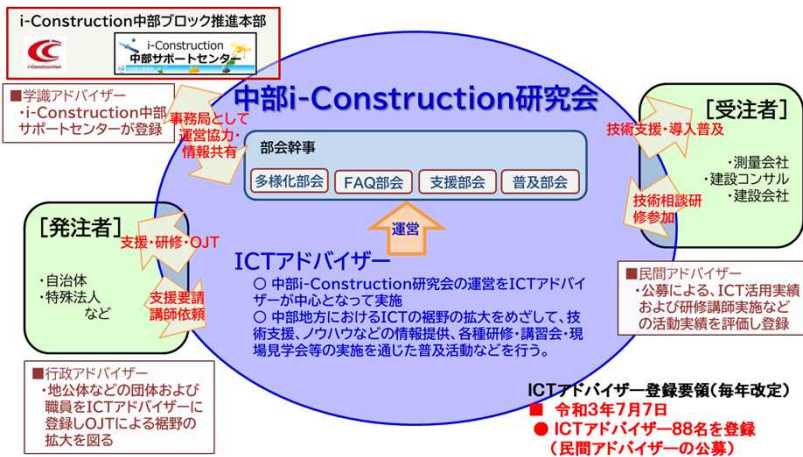 i-Construction中部ブロック推進本部
i-Construction
i-Construction
中部サポートセンター
■学識アドバイザー
・i-Construction中部
サポートセンターが登録
事務局として
運営協力・
情報共有
中部i-Construction研究会
部会幹事
多様化部会
FAQ部会
支援部会
普及部会
運営
[受注者]
技術支援・導入普及
・測量会社
・建設コンサル
・建設会社
技術相談研
修参加
[発注者]
支援・研修・OJT
・自治体
・特殊法人
など
支援要請
講師依頼
ICTアドバイザー
○ 中部i-Construction研究会の運営をICTアドバイ
ザーが中心となって実施
○ 中部地方におけるICTの裾野の拡大をめざして、技
術支援、ノウハウなどの情報提供、各種研修・講習会・現
場見学会等の実施を通じた普及活動などを行う。
■民間アドバイザー
・公募による、ICT活用実績
および研修講師実施など
の活動実績を評価し登録
■行政アドバイザー
・地公体などの団体および
職員をICTアドバイザーに
登録しOJTによる裾野の
拡大を図る
ICTアドバイザー登録要領(毎年改定)
■ 令和3年7月7日
● ICTアドバイザー88名を登録
(民間アドバイザーの公募)